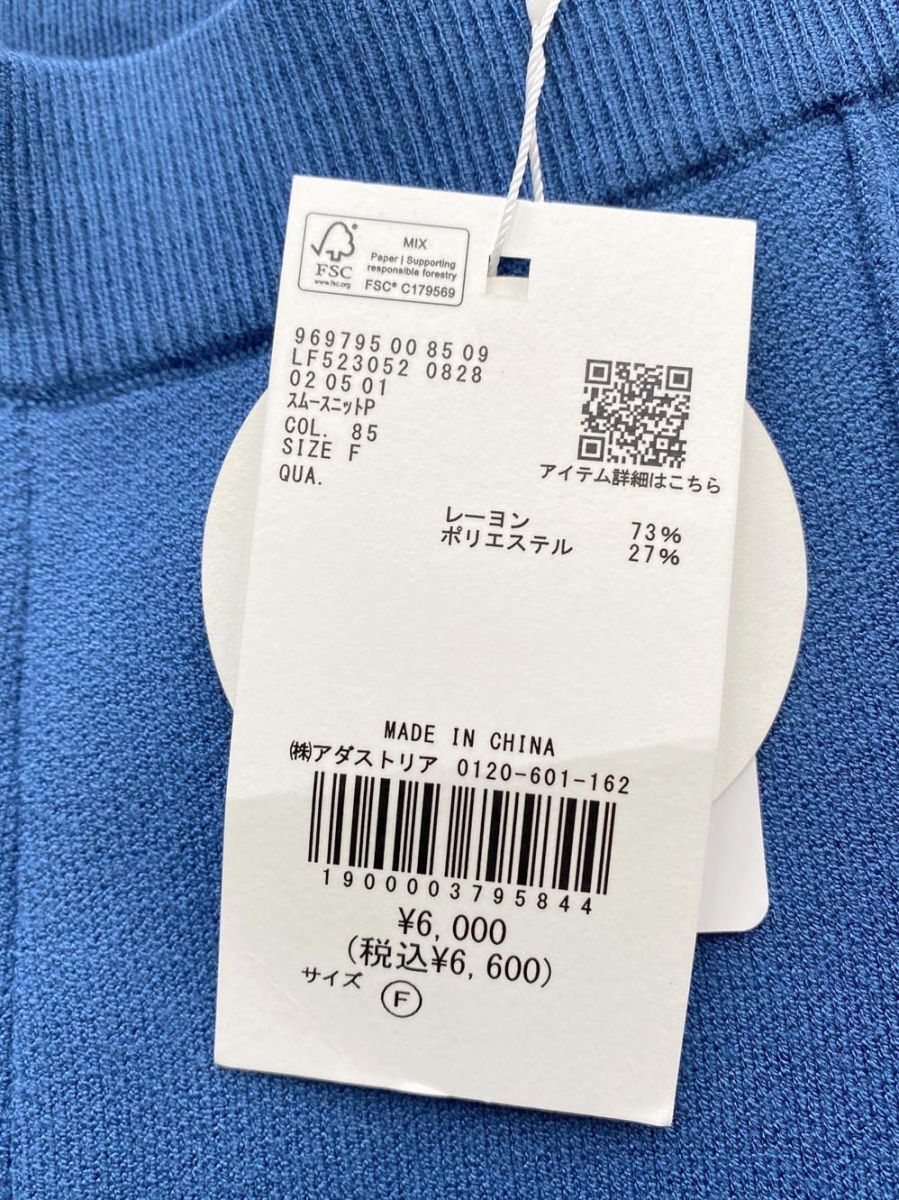 FSC
www.fsc.org
MIX
Paper | Supporting
responsible forestry
FSC® C179569
969795 00 85 09
LF523052 0828
02 05 01
ｽﾑｰｽﾆｯﾄP
COL. 85
SIZE F
QUA.
アイテム詳細はこちら
レーヨン 73%
ポリエステル 27%
MADE IN CHINA
㈱アダストリア 0120-601-162
1900003795844
¥6,000
(税込¥6,600)
サイズ Ⓕ